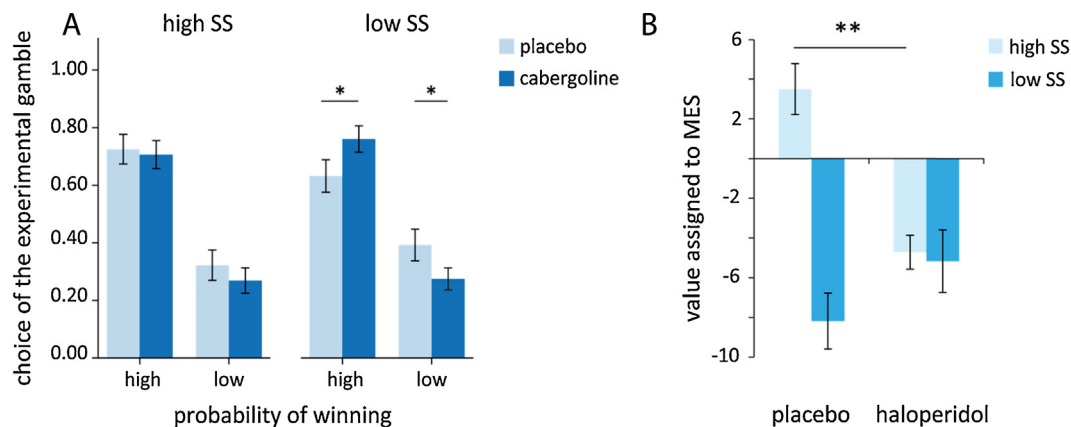 A
high SS
low SS
placebo
cabergoline
choice of the experimental gamble
1.00
0.80
0.60
0.40
0.20
0.00
*
*
high
low
high
low
probability of winning
B
**
high SS
low SS
value assigned to MES
6
2
-2
-6
-10
placebo
haloperidol